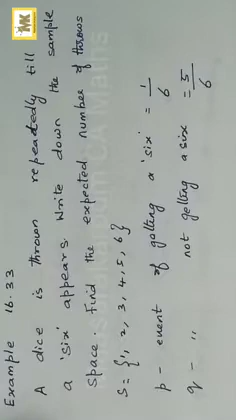 MK
Example 16.33
A dice is thrown repeatedly till
a 'six' appears. Write down the sample
space. Find the expected number of throws
S = {1, 2, 3, 4, 5, 6}
p - event of getting a 'six' = 1/6
q - " not getting a six = 5/6